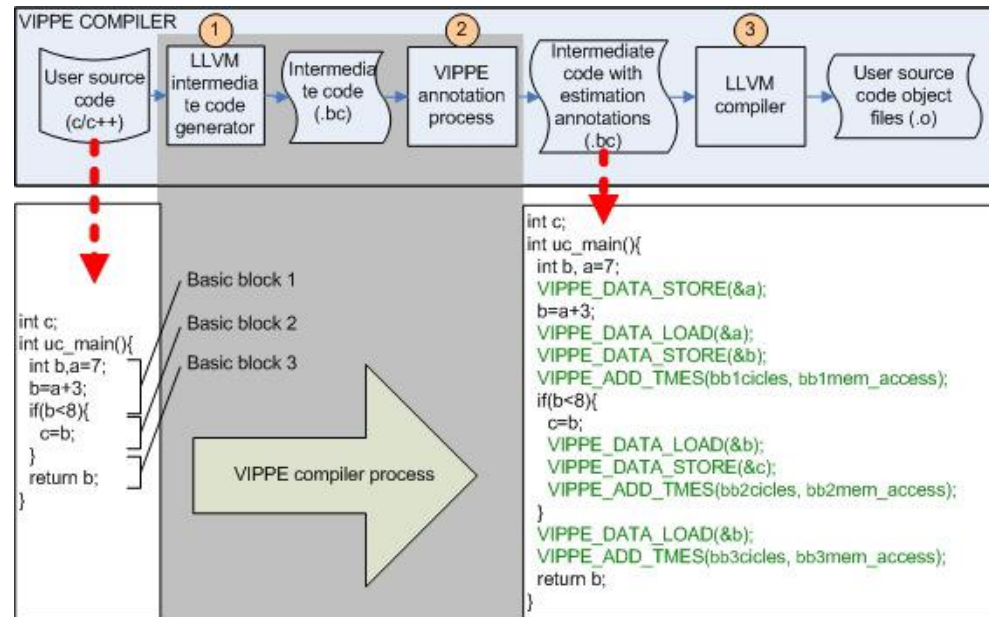 VIPPE COMPILER
1
2
3
User source
code
(c/c++)
LLVM
intermedia
te code
generator
Intermedia
te code
(.bc)
VIPPE
annotation
process
Intermediate
code with
estimation
annotations
(.bc)
LLVM
compiler
User source
code object
files (.o)
int c;
int uc_main(){
int b,a=7;
b=a+3;
if(b<8){
c=b;
}
return b;
}
Basic block 1
Basic block 2
Basic block 3
VIPPE compiler process
int c;
int uc_main(){
int b, a=7;
VIPPE_DATA_STORE(&a);
b=a+3;
VIPPE_DATA_LOAD(&a);
VIPPE_DATA_STORE(&b);
VIPPE_ADD_TMES(bb1cicles, bb1mem_access);
if(b<8){
c=b;
VIPPE_DATA_LOAD(&b);
VIPPE_DATA_STORE(&c);
VIPPE_ADD_TMES(bb2cicles, bb2mem_access);
}
VIPPE_DATA_LOAD(&b);
VIPPE_ADD_TMES(bb3cicles, bb3mem_access);
return b;
}